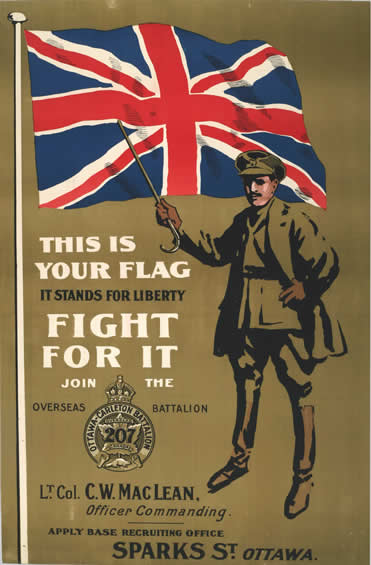 THIS IS
YOUR FLAG
IT STANDS FOR LIBERTY
FIGHT
FOR IT
JOIN THE
OVERSEAS BATTALION
OTTAWA-CARLETON BATTALION
207
LT. COL. C.W. MACLEAN,
Officer Commanding.
APPLY BASE RECRUITING OFFICE
SPARKS ST. OTTAWA.